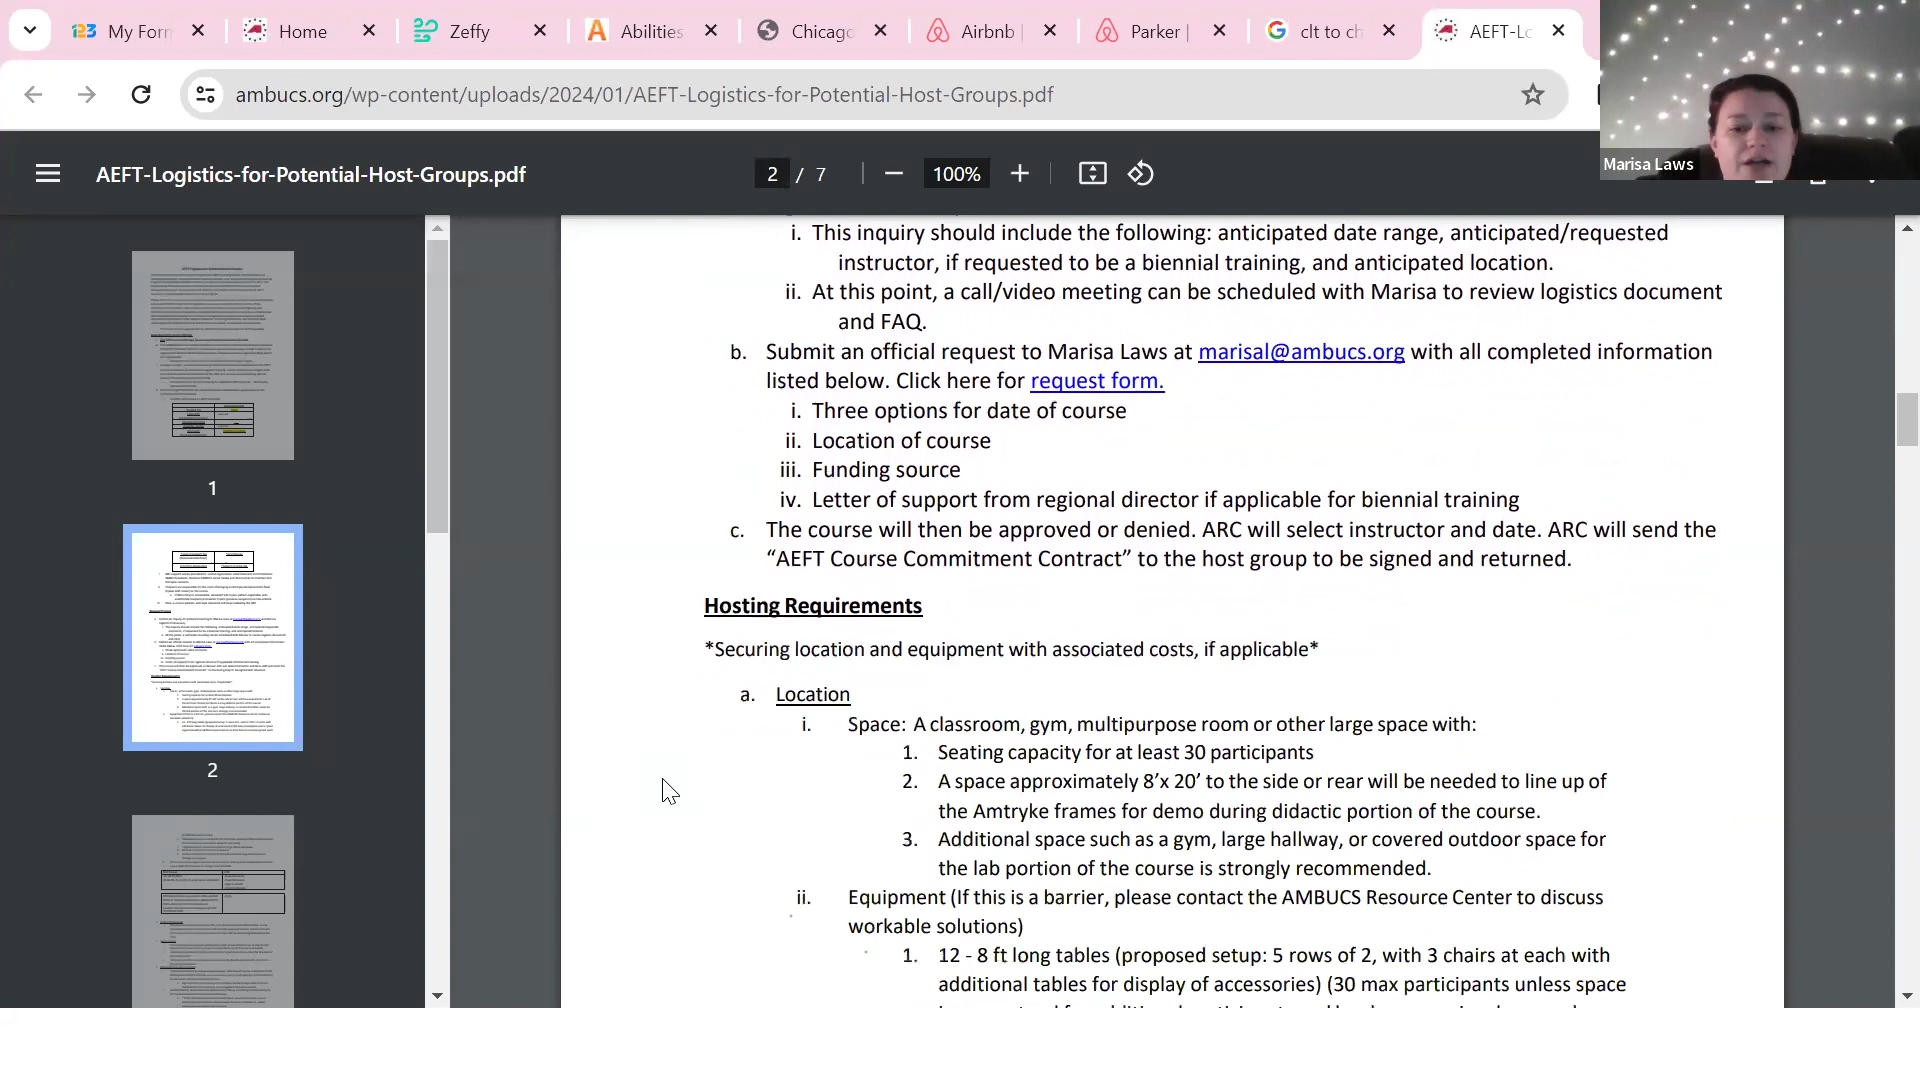 My For
Home
Zeffy
Abilities
Chicago
Airbnb |
Parker |
clt to ch
AEFT-Lo
ambucs.org/wp-content/uploads/2024/01/AEFT-Logistics-for-Potential-Host-Groups.pdf
Marisa Laws
AEFT-Logistics-for-Potential-Host-Groups.pdf
2 / 7
100%
i. This inquiry should include the following: anticipated date range, anticipated/requested
instructor, if requested to be a biennial training, and anticipated location.
ii. At this point, a call/video meeting can be scheduled with Marisa to review logistics document
and FAQ.
b. Submit an official request to Marisa Laws at marisal@ambucs.org with all completed information
listed below. Click here for request form.
i. Three options for date of course
ii. Location of course
iii. Funding source
iv. Letter of support from regional director if applicable for biennial training
c. The course will then be approved or denied. ARC will select instructor and date. ARC will send the
“AEFT Course Commitment Contract” to the host group to be signed and returned.
Hosting Requirements
*Securing location and equipment with associated costs, if applicable*
a. Location
i. Space: A classroom, gym, multipurpose room or other large space with:
1. Seating capacity for at least 30 participants
2. A space approximately 8’x 20’ to the side or rear will be needed to line up of
the Amtryke frames for demo during didactic portion of the course.
3. Additional space such as a gym, large hallway, or covered outdoor space for
the lab portion of the course is strongly recommended.
ii. Equipment (If this is a barrier, please contact the AMBUCS Resource Center to discuss
workable solutions)
1. 12 - 8 ft long tables (proposed setup: 5 rows of 2, with 3 chairs at each with
additional tables for display of accessories) (30 max participants unless space
1
2